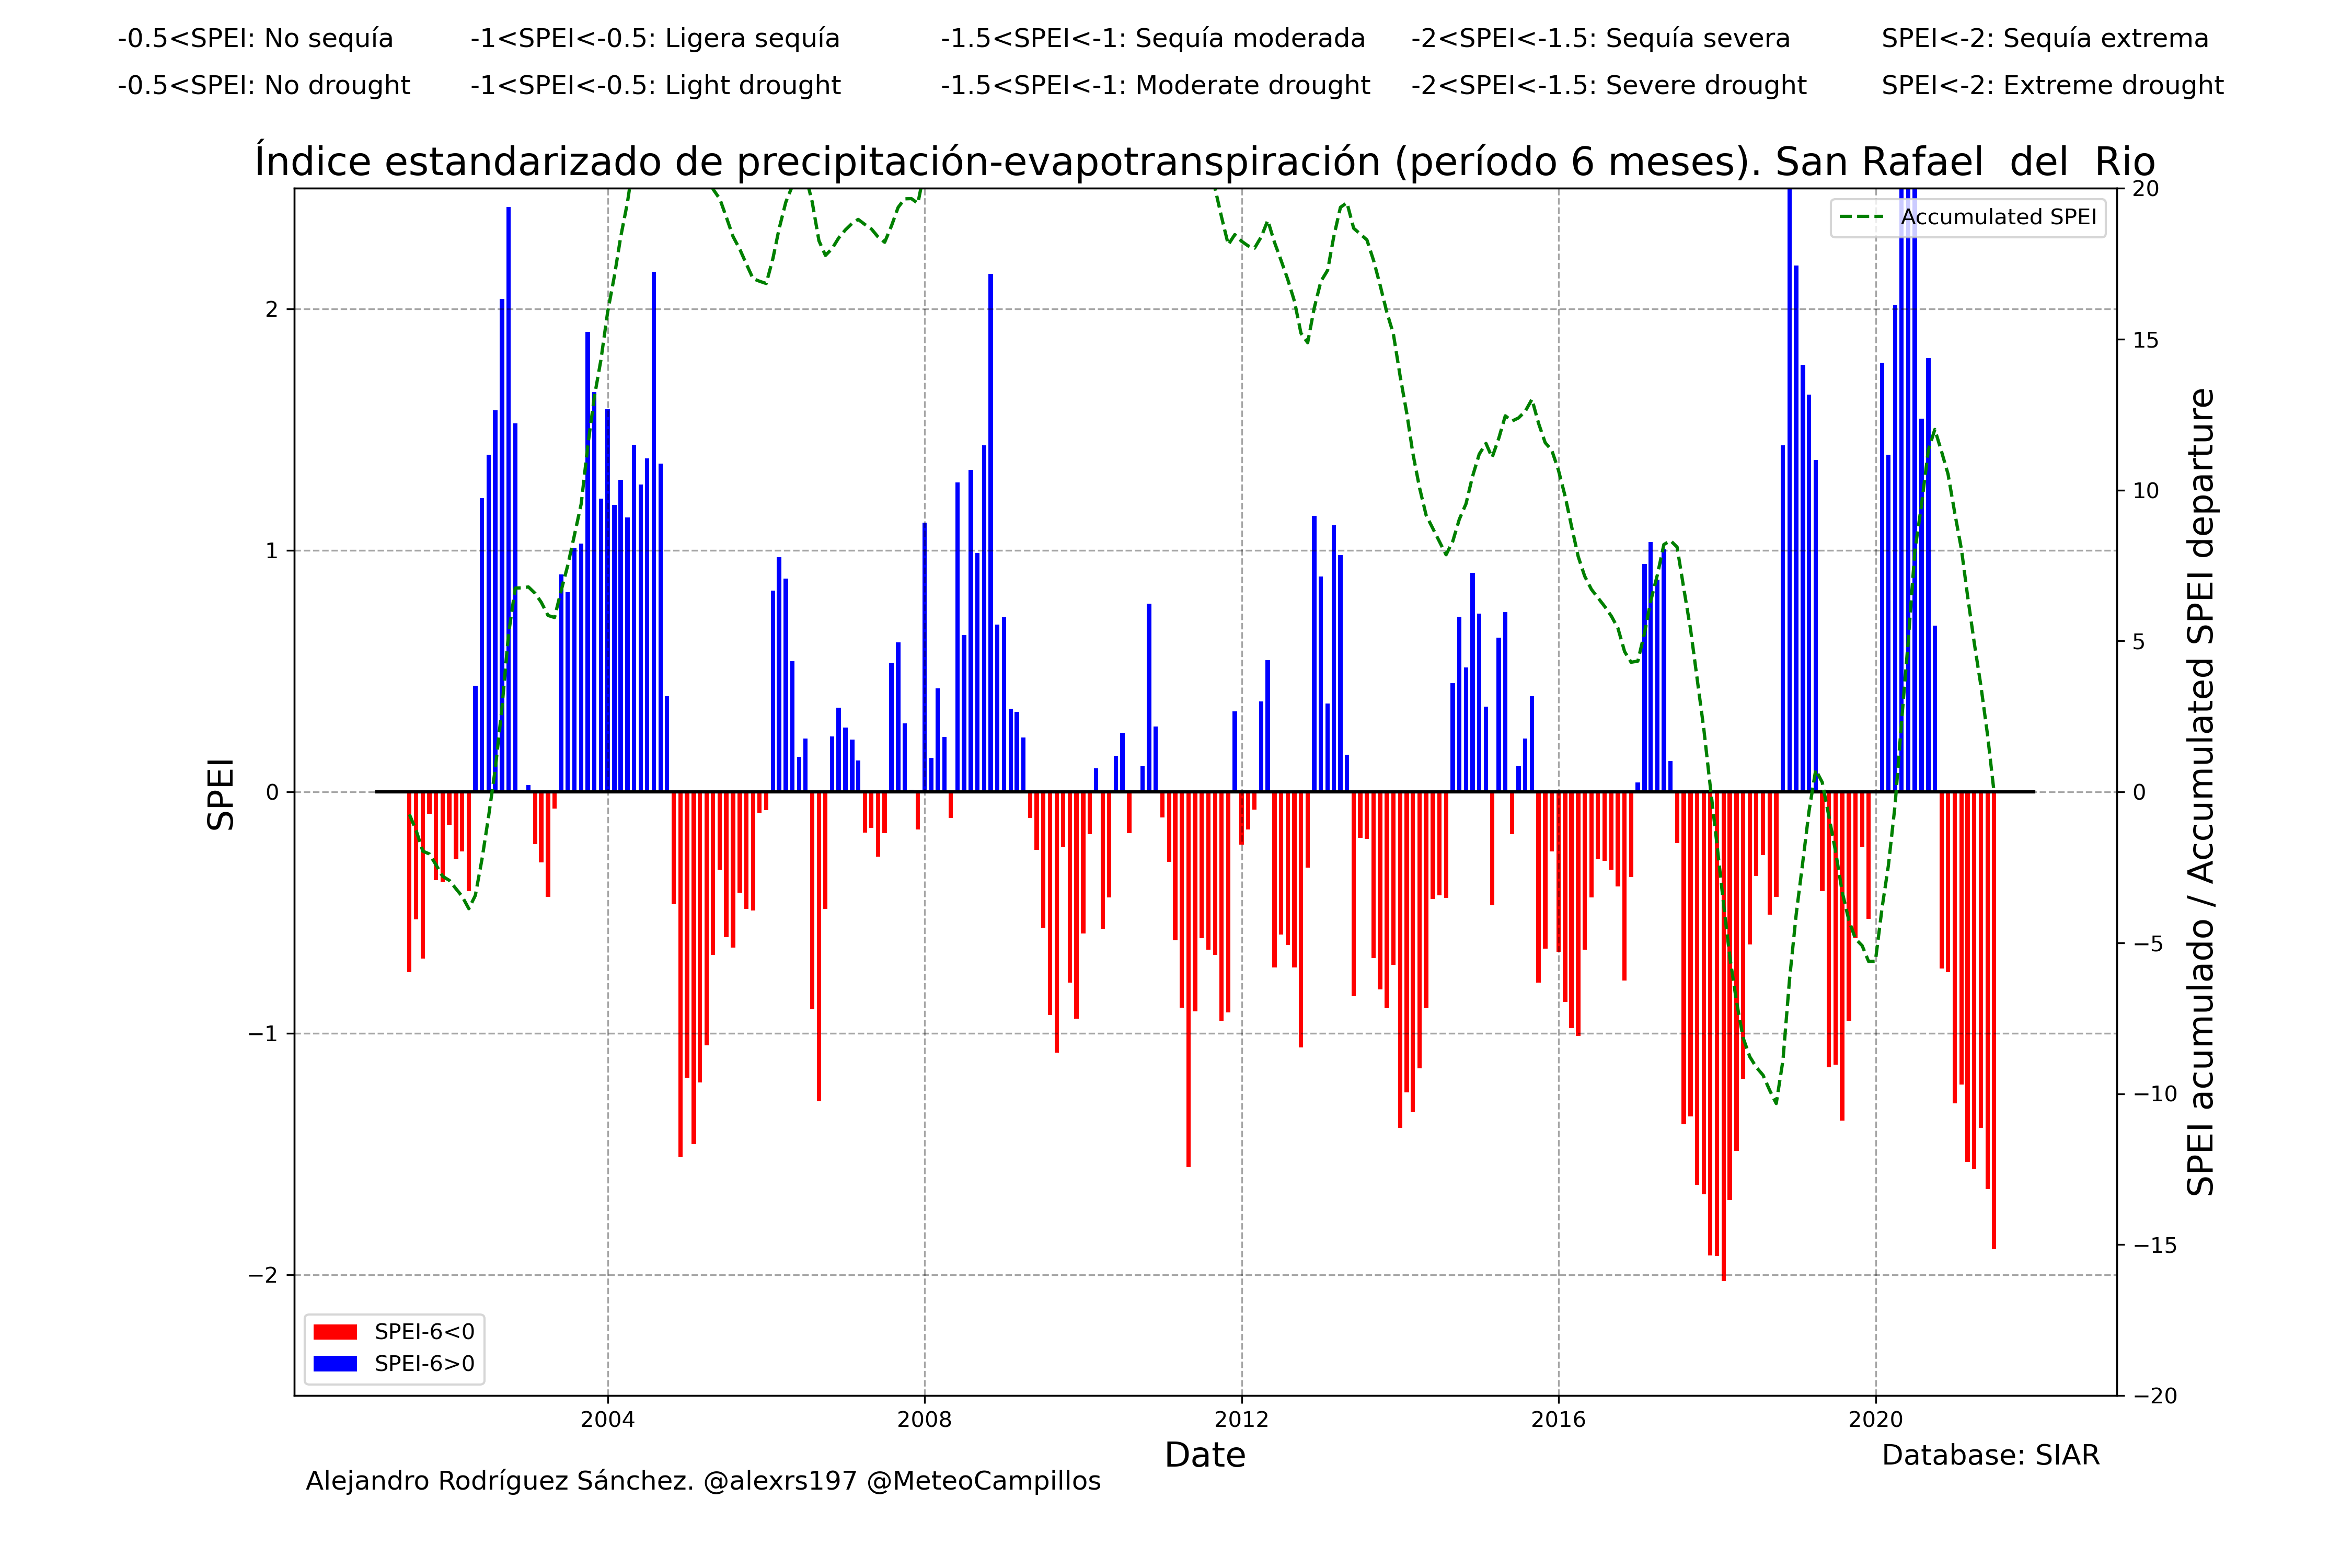 -0.5<SPEI: No sequía -1<SPEI<-0.5: Ligera sequía -1.5<SPEI<-1: Sequía moderada -2<SPEI<-1.5: Sequía severa SPEI<-2: Sequía extrema
-0.5<SPEI: No drought -1<SPEI<-0.5: Light drought -1.5<SPEI<-1: Moderate drought -2<SPEI<-1.5: Severe drought SPEI<-2: Extreme drought
Índice estandarizado de precipitación-evapotranspiración (período 6 meses). San Rafael  del  Rio
Accumulated SPEI
SPEI
2
1
0
−1
−2
20
15
10
5
0
−5
−10
−15
−20
SPEI acumulado / Accumulated SPEI departure
SPEI-6<0
SPEI-6>0
2004 2008 2012 2016 2020
Date
Database: SIAR
Alejandro Rodríguez Sánchez. @alexrs197 @MeteoCampillos